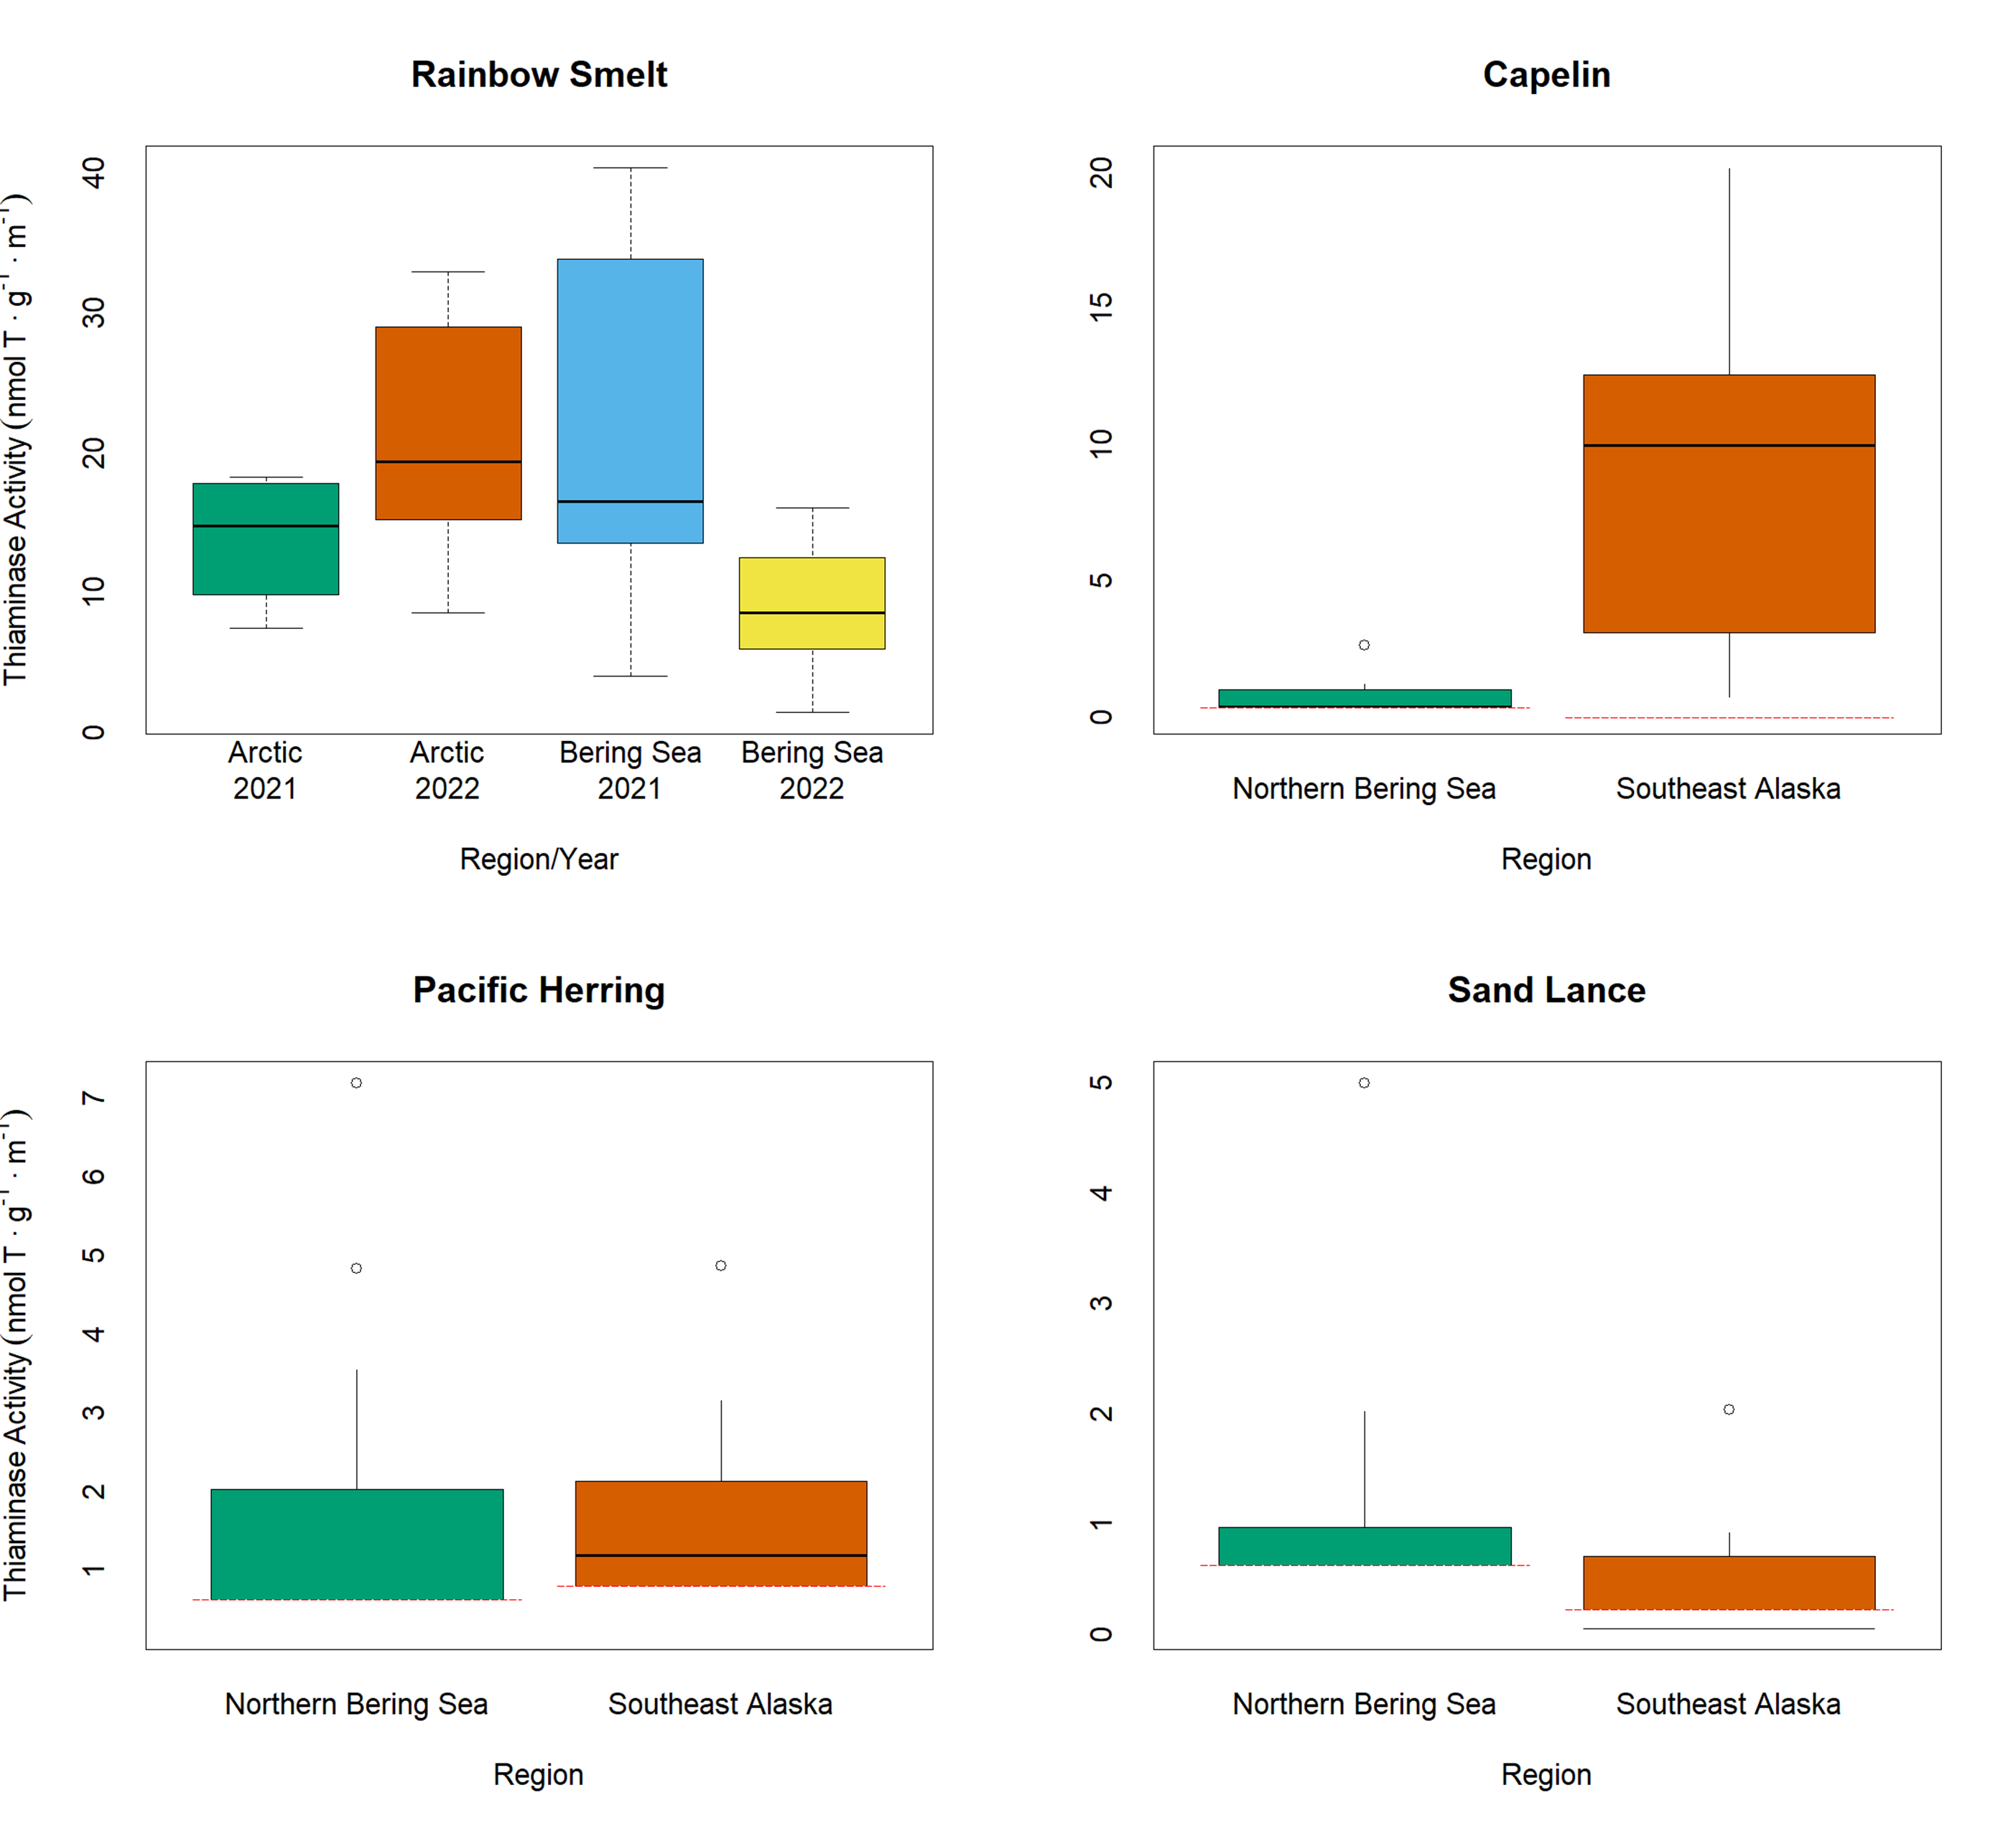 Rainbow Smelt
Thiaminase Activity (nmol T · g⁻¹ · m⁻¹)
40
30
20
10
0
Arctic 2021
Arctic 2022
Bering Sea 2021
Bering Sea 2022
Region/Year
Capelin
20
15
10
5
0
Northern Bering Sea
Southeast Alaska
Region
Pacific Herring
Thiaminase Activity (nmol T · g⁻¹ · m⁻¹)
7
6
5
4
3
2
1
Northern Bering Sea
Southeast Alaska
Region
Sand Lance
5
4
3
2
1
0
Northern Bering Sea
Southeast Alaska
Region